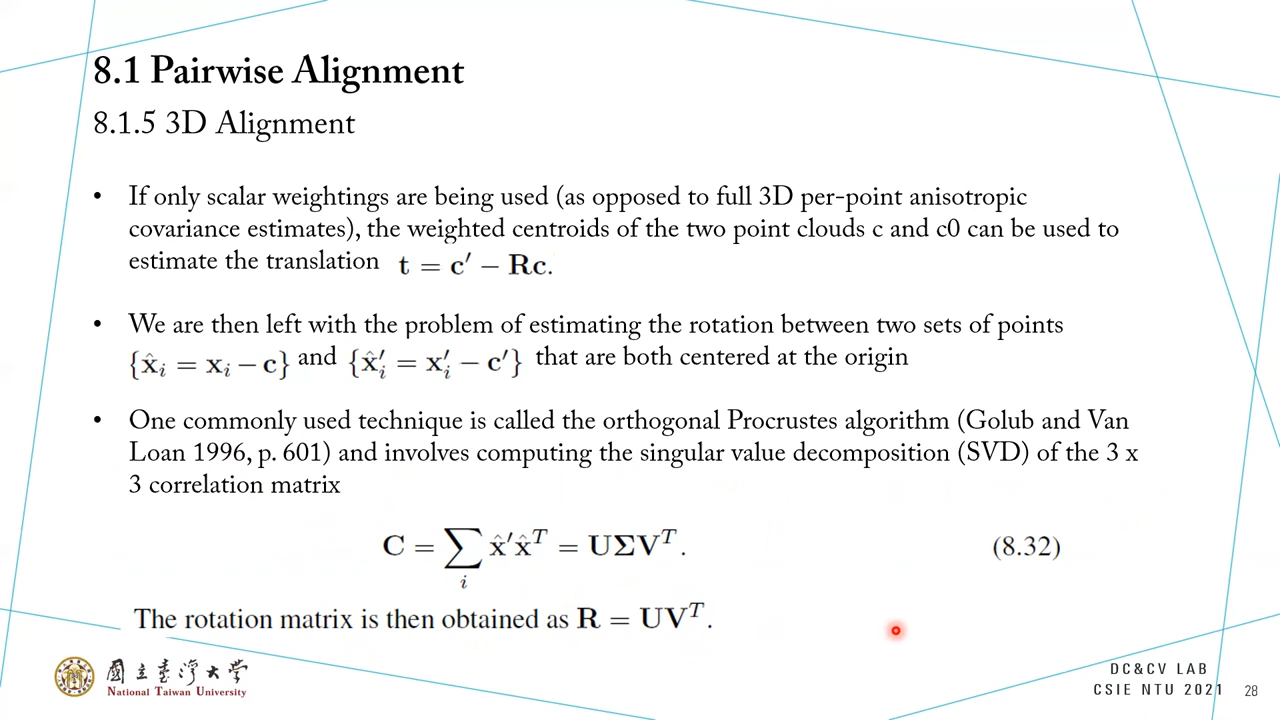 8.1 Pairwise Alignment
8.1.5 3D Alignment
• If only scalar weightings are being used (as opposed to full 3D per-point anisotropic
covariance estimates), the weighted centroids of the two point clouds c and c0 can be used to
estimate the translation t = c′ − Rc.
• We are then left with the problem of estimating the rotation between two sets of points
{x̂ᵢ = xᵢ − c} and {x̂′ᵢ = x′ᵢ − c′} that are both centered at the origin
• One commonly used technique is called the orthogonal Procrustes algorithm (Golub and Van
Loan 1996, p. 601) and involves computing the singular value decomposition (SVD) of the 3 x
3 correlation matrix
C = ∑ᵢ x̂′x̂ᵀ = UΣVᵀ. (8.32)
The rotation matrix is then obtained as R = UVᵀ.
國立臺灣大學
National Taiwan University
DC&CV LAB
CSIE NTU 2021 28